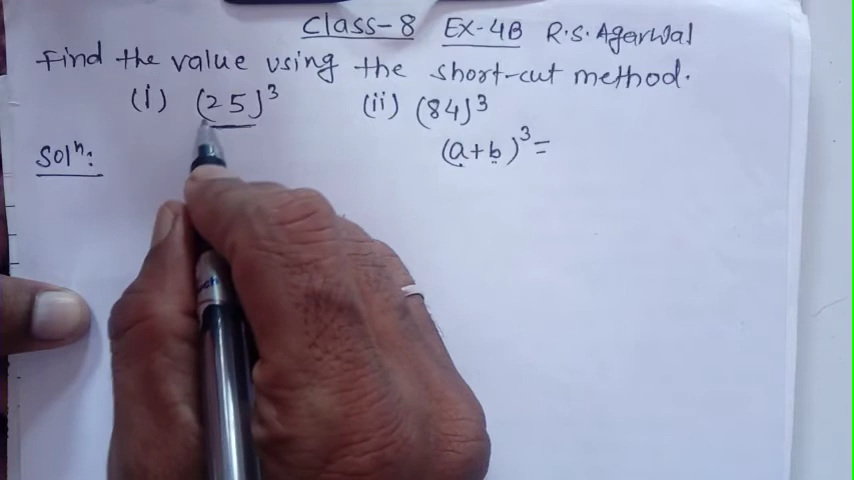 Class-8 EX-4B R.S. Agarwal
Find the value using the short-cut method.
(i) (25)³ (ii) (84)³
Solⁿ: (a+b)³=